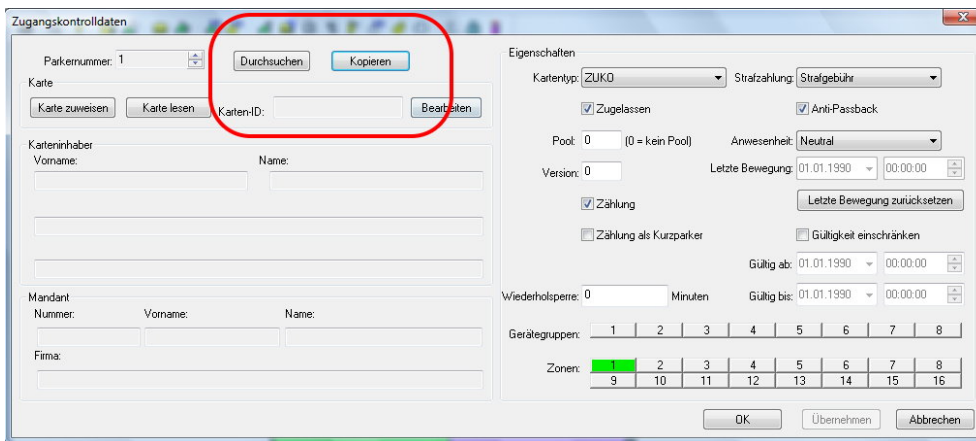 Zugangskontrolldaten
Parkernummer: 1
Durchsuchen
Kopieren
Karte
Karte zuweisen
Karte lesen
Karten-ID:
Bearbeiten
Karteninhaber
Vorname:
Name:
Mandant
Nummer:
Vorname:
Name:
Firma:
Eigenschaften
Kartentyp: ZUKO
Strafzahlung: Strafgebühr
Zugelassen
Anti-Passback
Pool: 0 (0 = kein Pool)
Anwesenheit: Neutral
Version: 0
Letzte Bewegung: 01.01.1990 00:00:00
Zählung
Letzte Bewegung zurücksetzen
Zählung als Kurzparker
Gültigkeit einschränken
Gültig ab: 01.01.1990 00:00:00
Wiederholsperre: 0 Minuten
Gültig bis: 01.01.1990 00:00:00
Gerätegruppen: 1 2 3 4 5 6 7 8
Zonen: 1 2 3 4 5 6 7 8
9 10 11 12 13 14 15 16
OK
Übernehmen
Abbrechen